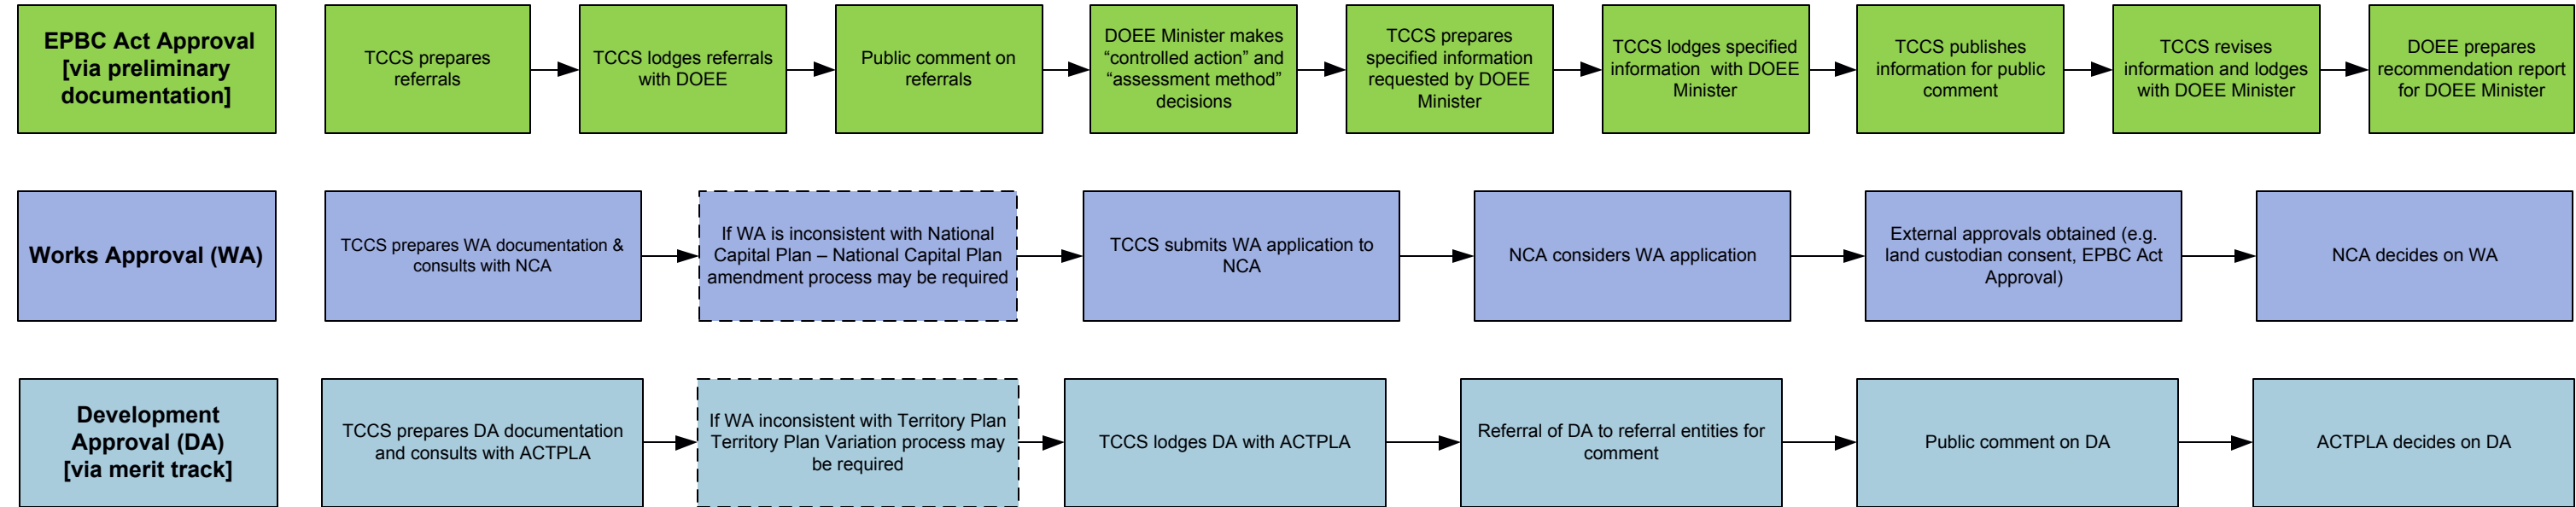 EPBC Act Approval
[via preliminary
documentation]
TCCS prepares
referrals
TCCS lodges referrals
with DOEE
Public comment on
referrals
DOEE Minister makes
“controlled action” and
“assessment method”
decisions
TCCS prepares
specified information
requested by DOEE
Minister
TCCS lodges specified
information with DOEE
Minister
TCCS publishes
information for public
comment
TCCS revises
information and lodges
with DOEE Minister
DOEE prepares
recommendation report
for DOEE Minister
Works Approval (WA)
TCCS prepares WA documentation &
consults with NCA
If WA is inconsistent with National
Capital Plan – National Capital Plan
amendment process may be required
TCCS submits WA application to
NCA
NCA considers WA application
External approvals obtained (e.g.
land custodian consent, EPBC Act
Approval)
NCA decides on WA
Development
Approval (DA)
[via merit track]
TCCS prepares DA documentation
and consults with ACTPLA
If WA inconsistent with Territory Plan
Territory Plan Variation process may
be required
TCCS lodges DA with ACTPLA
Referral of DA to referral entities for
comment
Public comment on DA
ACTPLA decides on DA